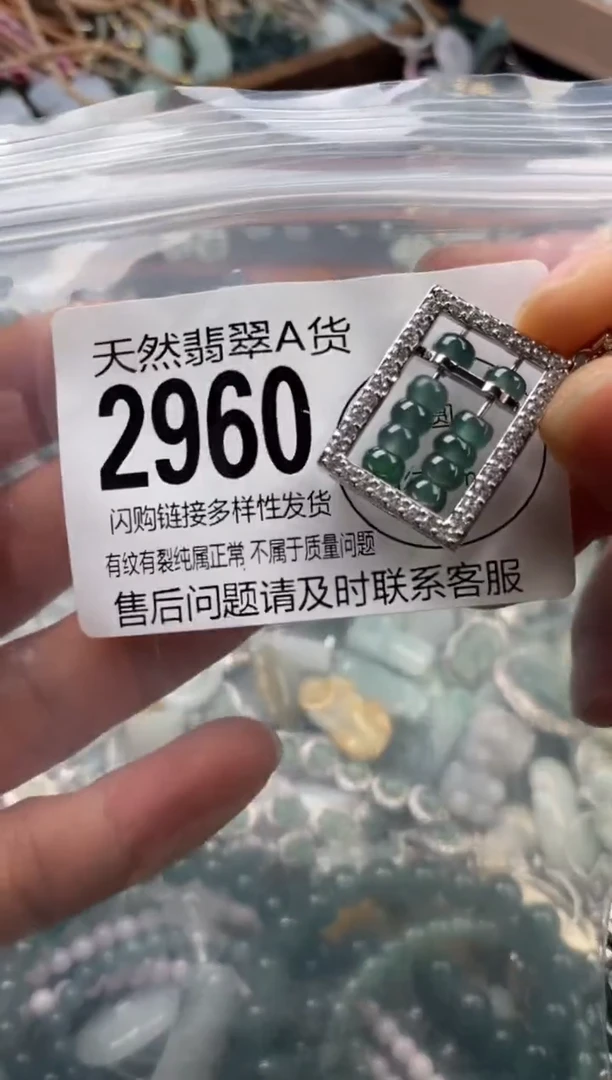 天然翡翠A货
2960
闪购链接多样性发货
有纹有裂纯属正常 不属于质量问题
售后问题请及时联系客服